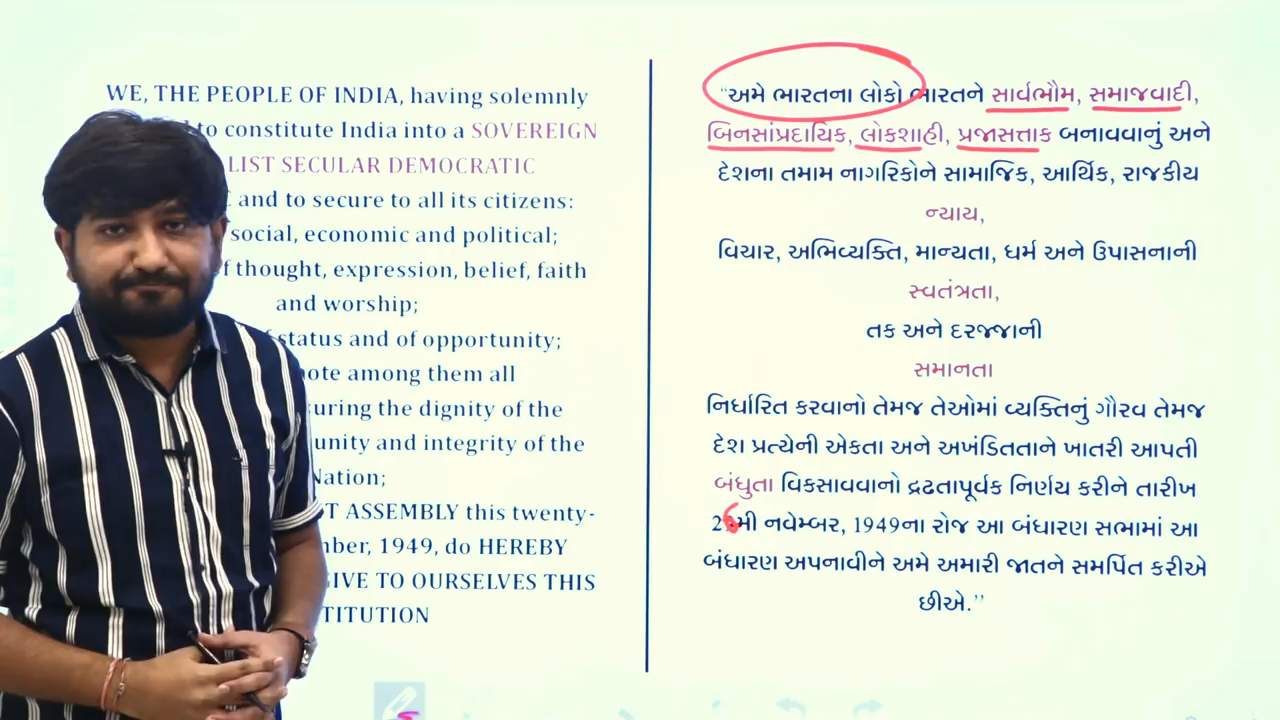 WE, THE PEOPLE OF INDIA, having solemnly
to constitute India into a SOVEREIGN
LIST SECULAR DEMOCRATIC
and to secure to all its citizens:
social, economic and political;
of thought, expression, belief, faith
and worship;
status and of opportunity;
among them all
the dignity of the
unity and integrity of the
Nation;
ASSEMBLY this twenty-
1949, do HEREBY
GIVE TO OURSELVES THIS
TITUTION
“અમે ભારતના લોકો ભારતને સાર્વભૌમ, સમાજવાદી,
બિનસાંપ્રદાયિક, લોકશાહી, પ્રજાસત્તાક બનાવવાનું અને
દેશના તમામ નાગરિકોને સામાજિક, આર્થિક, રાજકીય
ન્યાય,
વિચાર, અભિવ્યક્તિ, માન્યતા, ધર્મ અને ઉપાસનાની
સ્વતંત્રતા,
તક અને દરજ્જાની
સમાનતા
નિર્ધારિત કરવાનો તેમજ તેઓમાં વ્યક્તિનું ગૌરવ તેમજ
દેશ પ્રત્યેની એકતા અને અખંડિતતાને ખાતરી આપતી
બંધુતા વિકસાવવાનો દ્રઢતાપૂર્વક નિર્ણય કરીને તારીખ
26મી નવેમ્બર, 1949ના રોજ આ બંધારણ સભામાં આ
બંધારણ અપનાવીને અમે અમારી જાતને સમર્પિત કરીએ
છીએ.’’